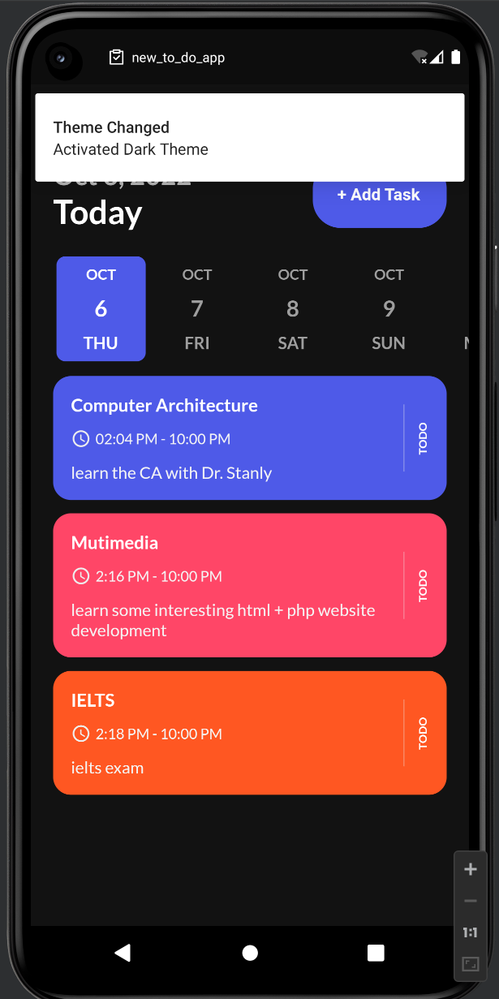 new_to_do_app
Theme Changed
Activated Dark Theme
Oct 6, 2022
Today
+ Add Task
OCT
6
THU
OCT
7
FRI
OCT
8
SAT
OCT
9
SUN
Computer Architecture
02:04 PM - 10:00 PM
learn the CA with Dr. Stanly
TODO
Mutimedia
2:16 PM - 10:00 PM
learn some interesting html + php website
development
TODO
IELTS
2:18 PM - 10:00 PM
ielts exam
TODO
1:1